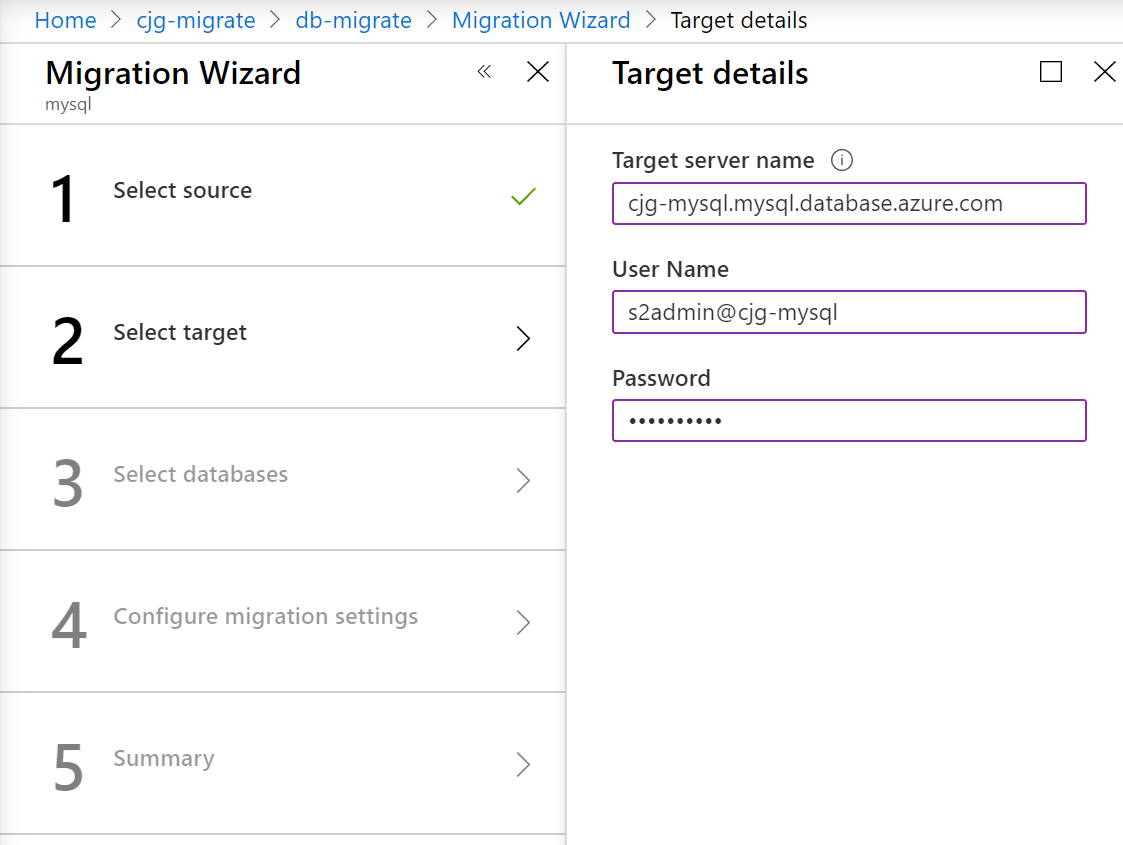 Home > cjg-migrate > db-migrate > Migration Wizard > Target details
Migration Wizard
mysql
1 Select source
2 Select target
3 Select databases
4 Configure migration settings
5 Summary
Target details
Target server name
cjg-mysql.mysql.database.azure.com
User Name
s2admin@cjg-mysql
Password
••••••••••